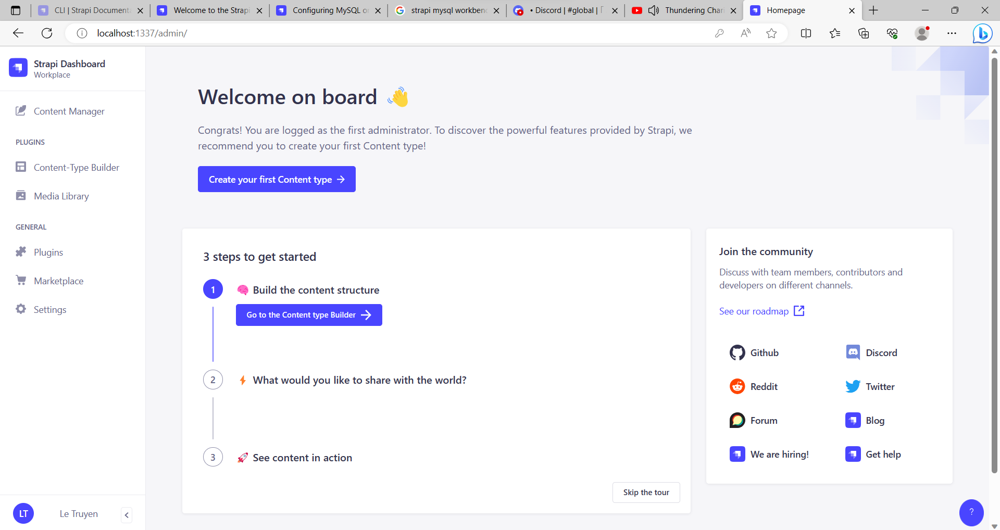 CLI | Strapi Documenta
Welcome to the Strapi
Configuring MySQL o
strapi mysql workben
• Discord | #global |
Thundering Char
Homepage
localhost:1337/admin/
Strapi Dashboard
Workplace
Content Manager
PLUGINS
Content-Type Builder
Media Library
GENERAL
Plugins
Marketplace
Settings
LT
Le Truyen
Welcome on board
Congrats! You are logged as the first administrator. To discover the powerful features provided by Strapi, we
recommend you to create your first Content type!
Create your first Content type
3 steps to get started
1
Build the content structure
Go to the Content type Builder
2
What would you like to share with the world?
3
See content in action
Skip the tour
Join the community
Discuss with team members, contributors and
developers on different channels.
See our roadmap
Github
Discord
Reddit
Twitter
Forum
Blog
We are hiring!
Get help
?